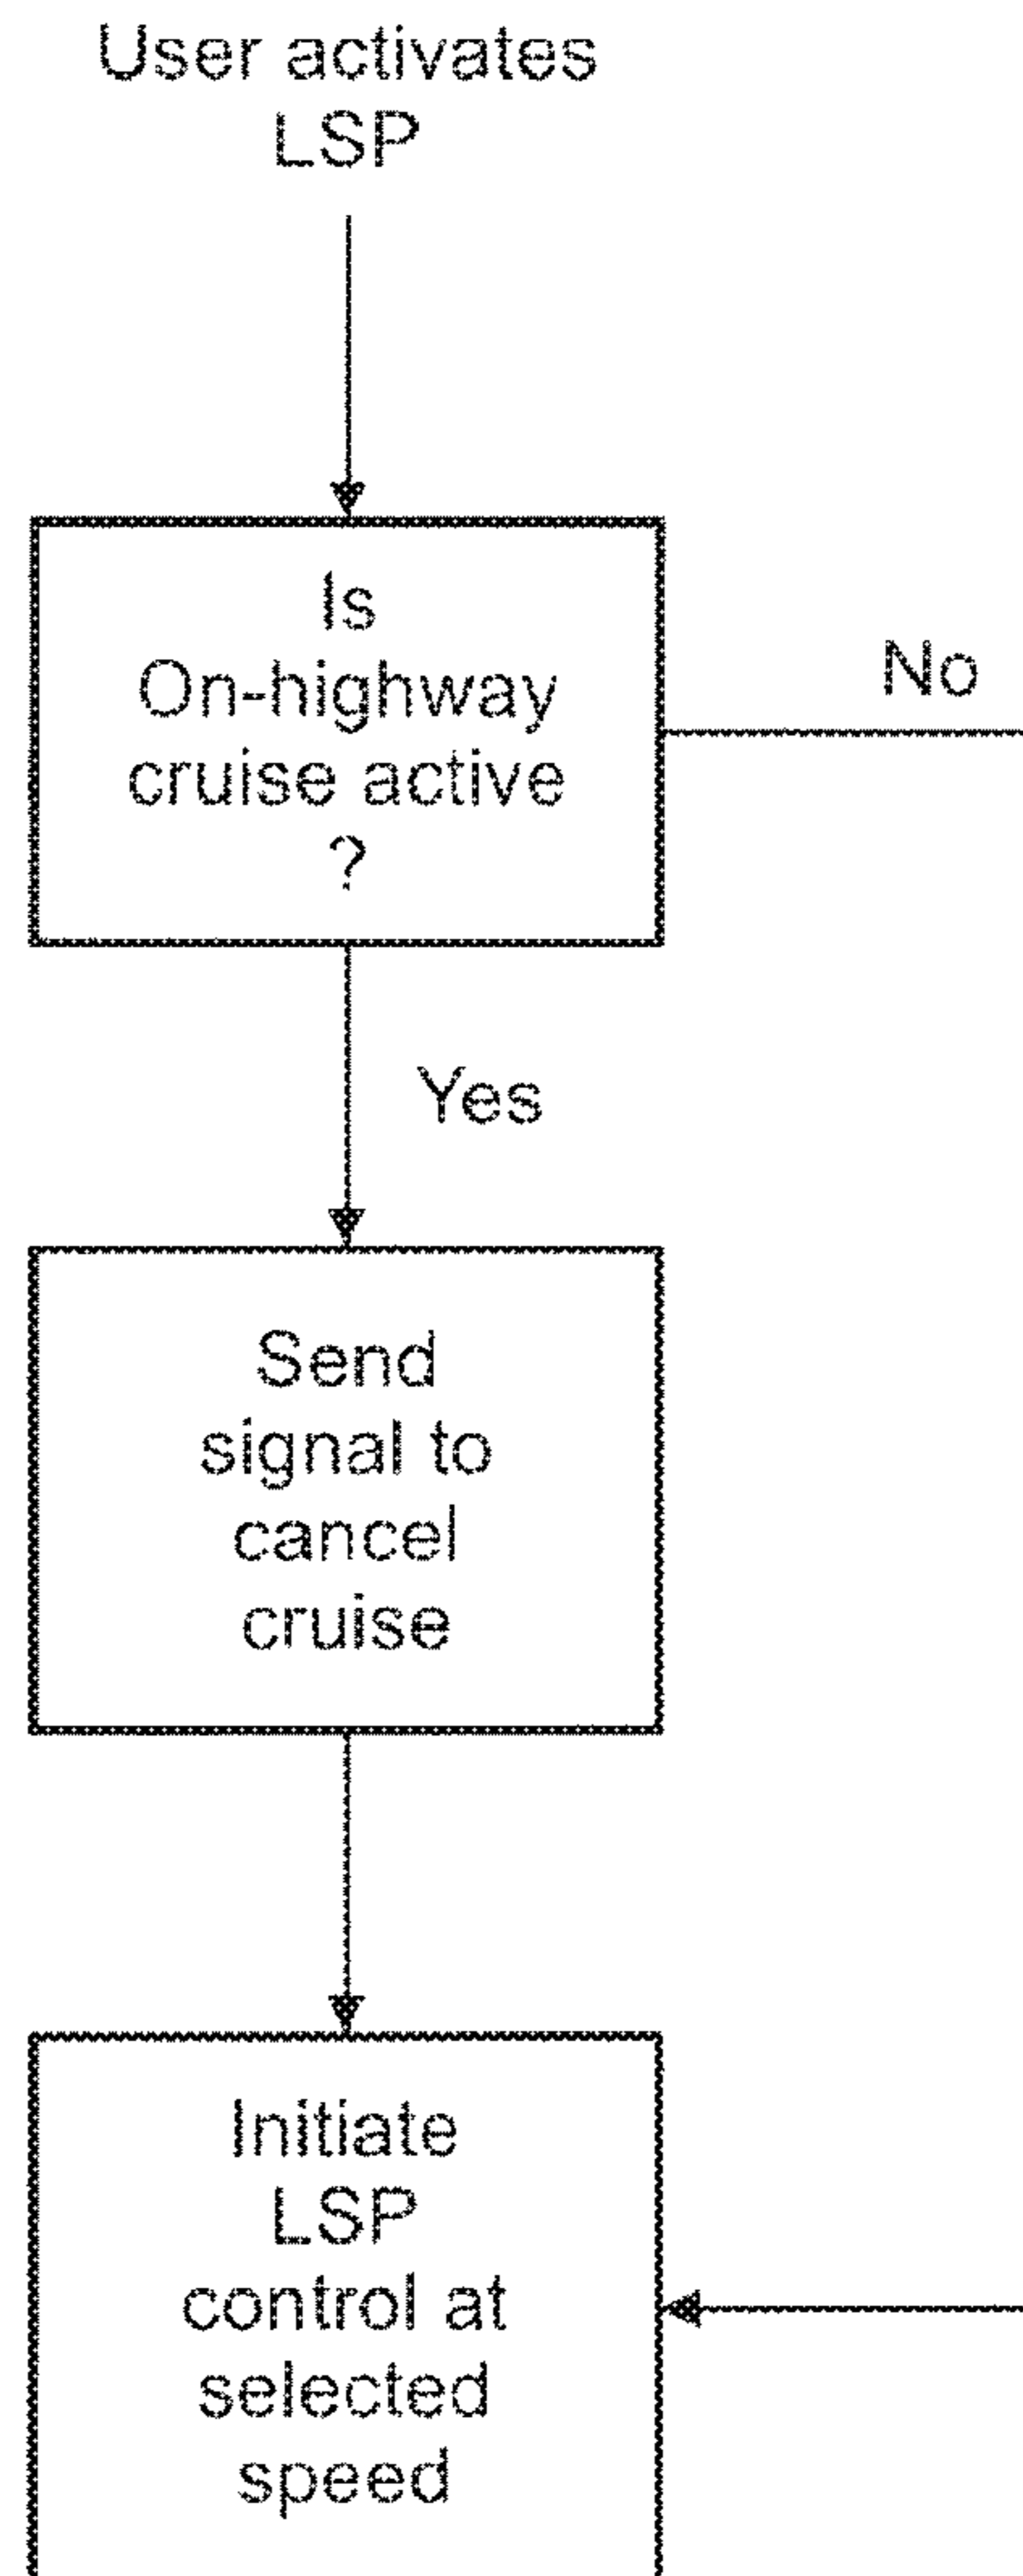 User activates
LSP
Is
On-highway
cruise active
?
No
Yes
Send
signal to
cancel
cruise
Initiate
LSP
control at
selected
speed